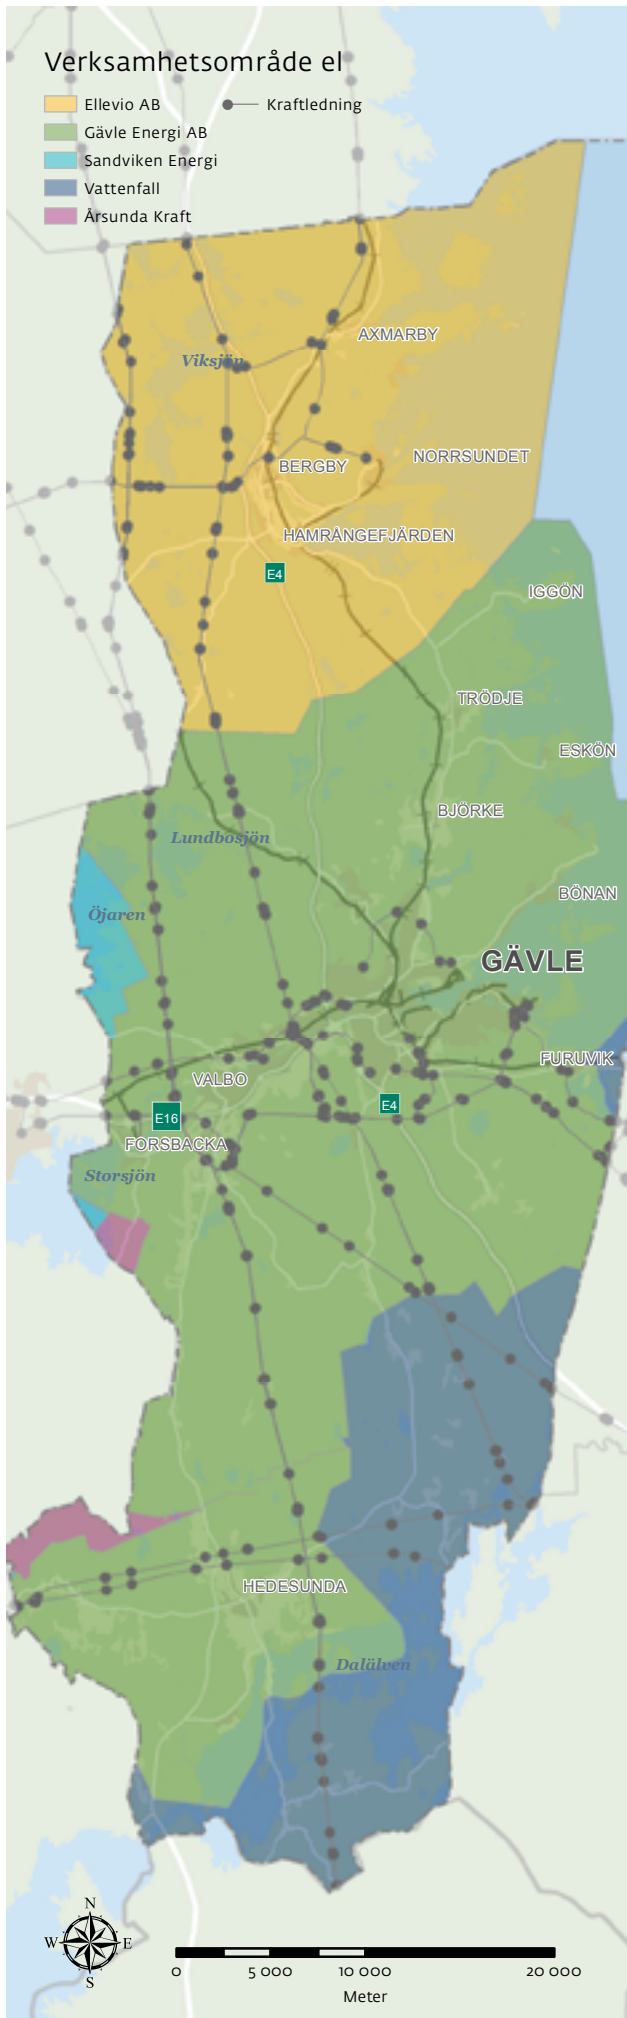 Verksamhetsområde el
Ellevio AB
Kraftledning
Gävle Energi AB
Sandviken Energi
Vattenfall
Årsunda Kraft
AXMARBY
Viksjön
NORRSUNDET
BERGBY
HAMRÅNGEFJÄRDEN
E4
IGGÖN
TRÖDJE
ESKÖN
BJÖRKE
Lundbosjön
BÖNAN
Öjaren
GÄVLE
FURUVIK
VALBO
E4
E16
FORSBACKA
Storsjön
HEDESUNDA
Dalälven
N
W E
S
0 5 000 10 000 20 000
Meter